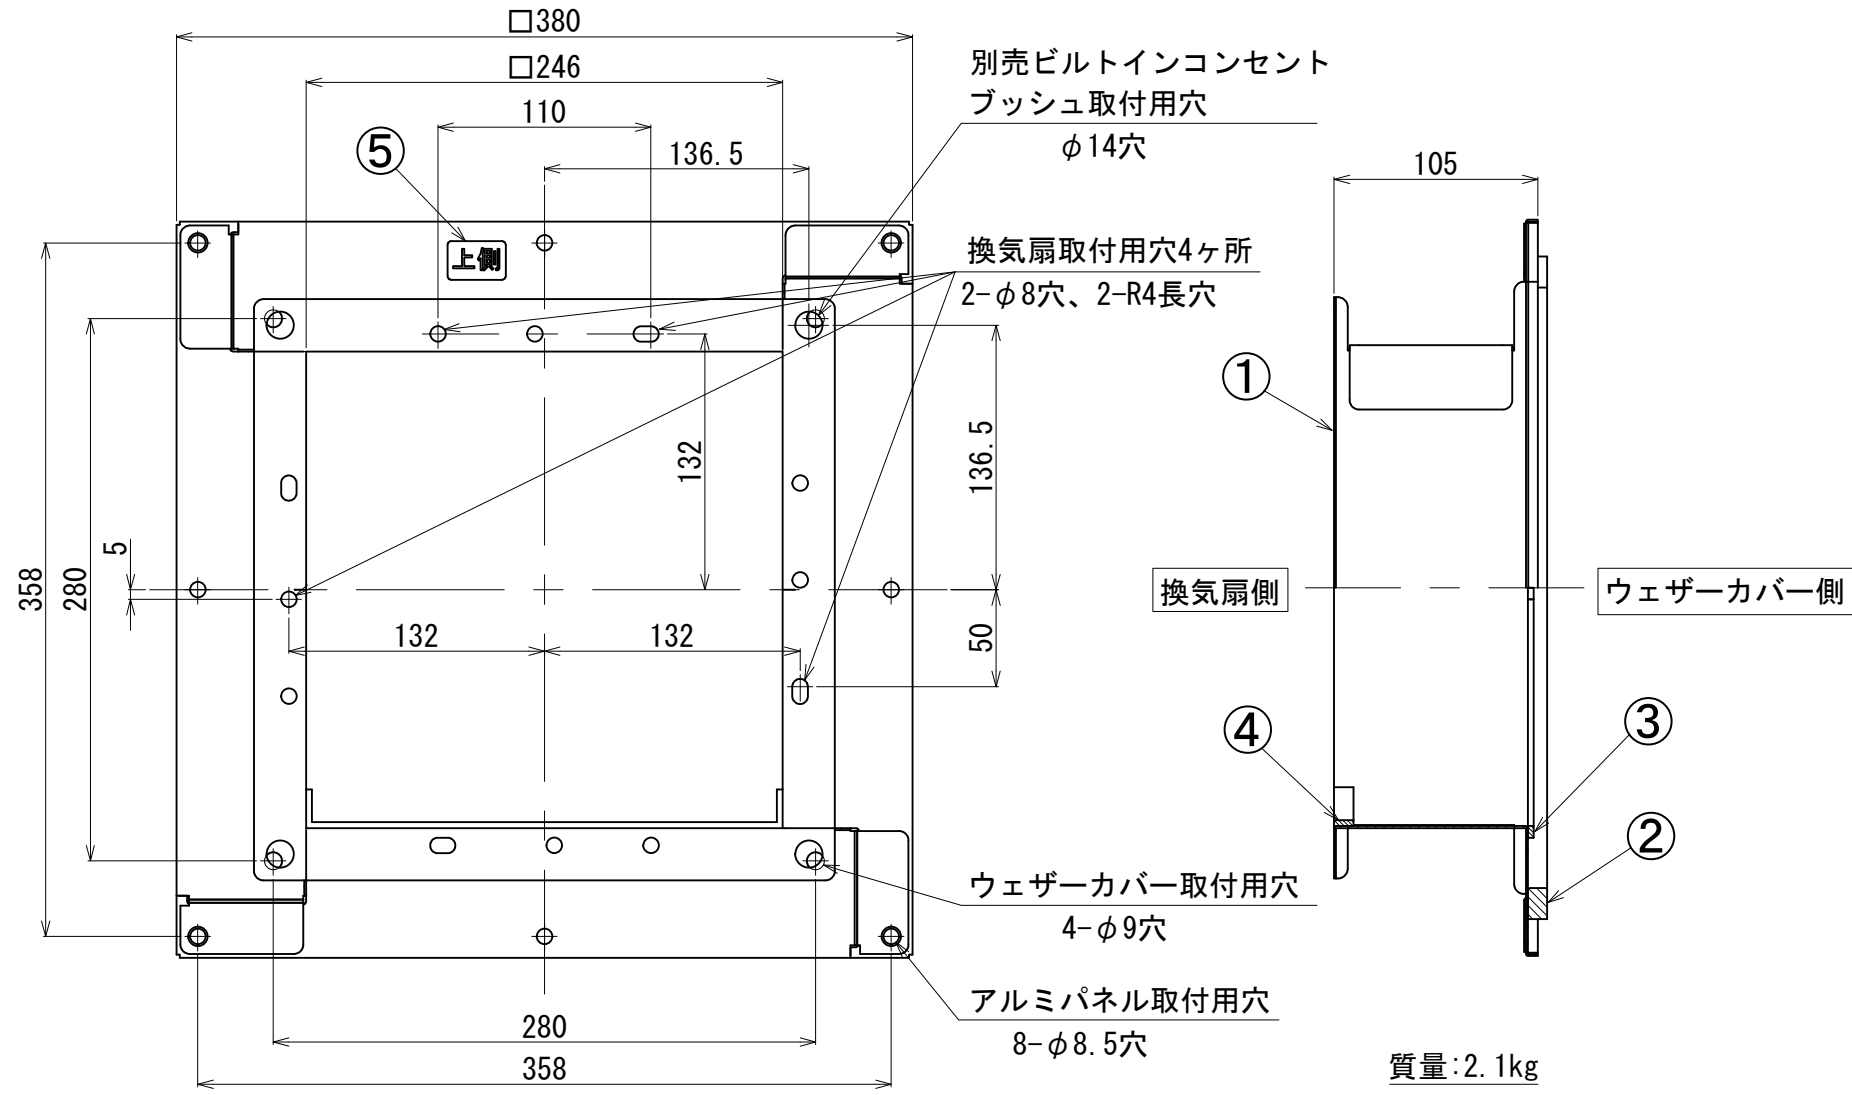 □380
□246
110
136.5
⑤
上側
別売ビルトインコンセント
ブッシュ取付用穴
φ14穴
換気扇取付用穴4ヶ所
2-φ8穴、2-R4長穴
132
136.5
5
280
358
132
132
50
ウェザーカバー取付用穴
4-φ9穴
アルミパネル取付用穴
8-φ8.5穴
280
358
105
①
換気扇側
ウェザーカバー側
④
③
②
質量:2.1kg